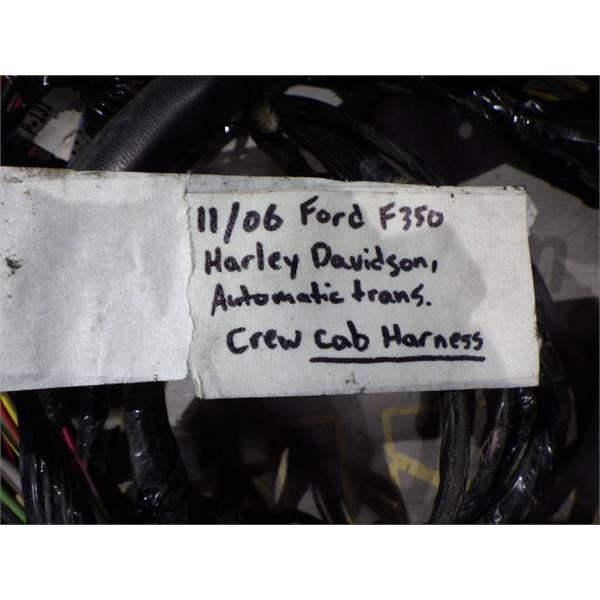 11/06 Ford F350
Harley Davidson,
Automatic trans.
Crew cab Harness